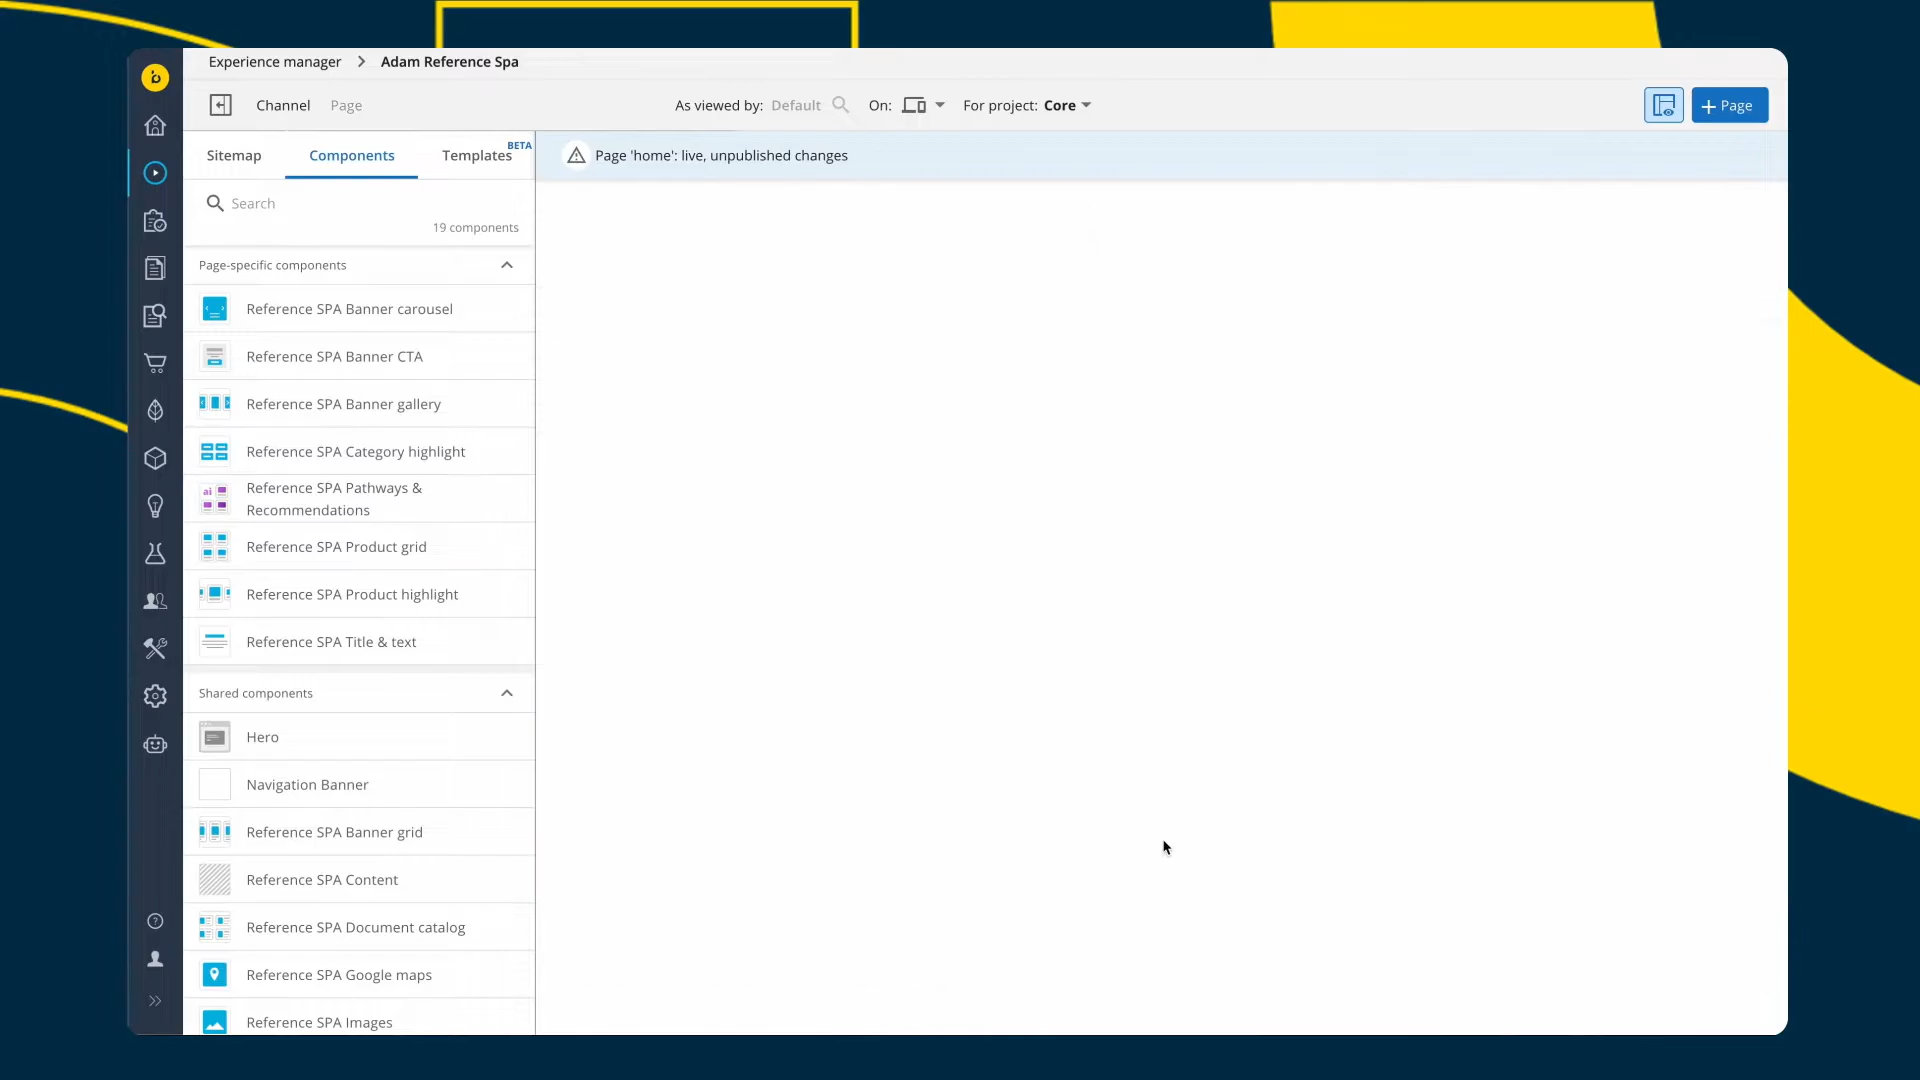 Experience manager > Adam Reference Spa
Channel Page As viewed by: Default On: For project: Core + Page
Sitemap Components Templates BETA
Page 'home': live, unpublished changes
Search
19 components
Page-specific components
Reference SPA Banner carousel
Reference SPA Banner CTA
Reference SPA Banner gallery
Reference SPA Category highlight
ai
Reference SPA Pathways &
Recommendations
Reference SPA Product grid
Reference SPA Product highlight
Reference SPA Title & text
Shared components
Hero
Navigation Banner
Reference SPA Banner grid
Reference SPA Content
Reference SPA Document catalog
Reference SPA Google maps
Reference SPA Images